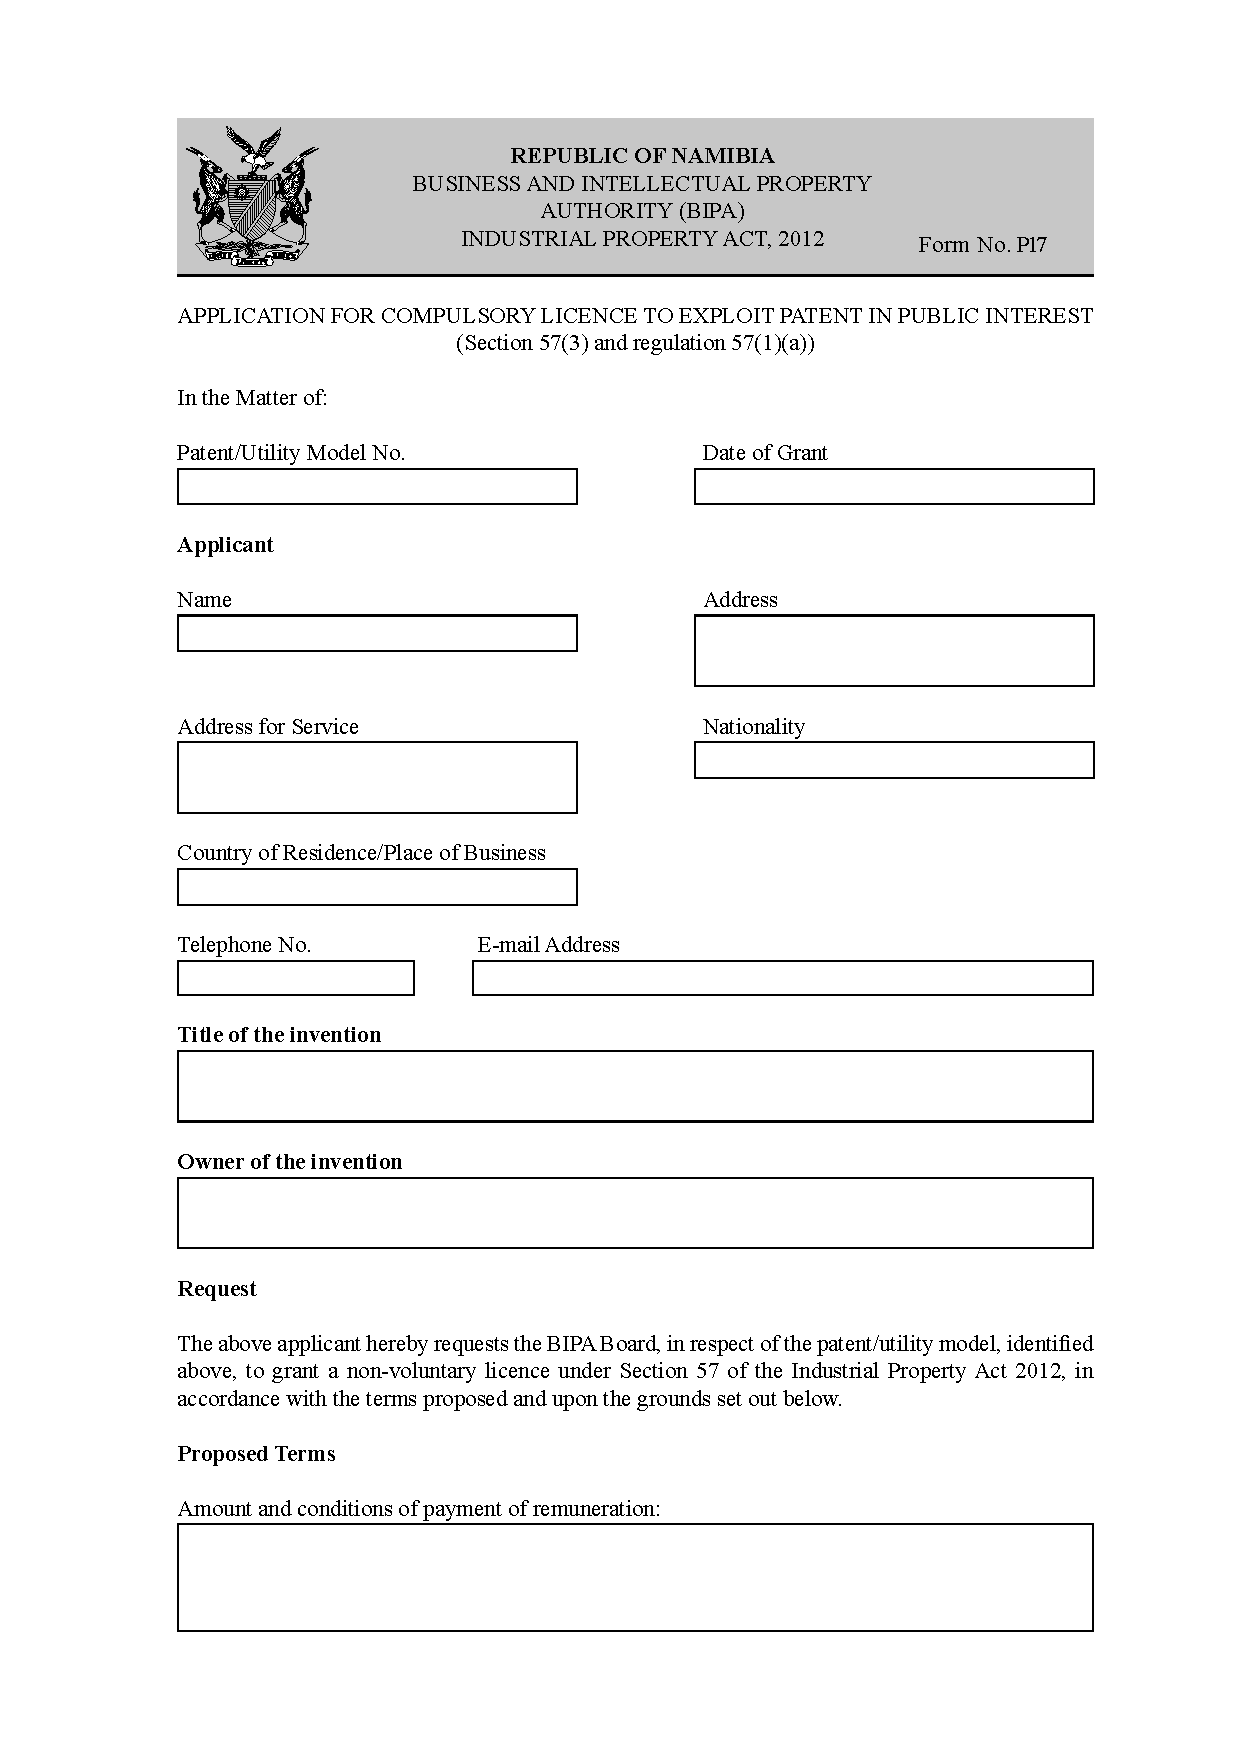 REPUBLIC OF NAMIBIA
BUSINESS AND INTELLECTUAL PROPERTY
AUTHORITY (BIPA)
INDUSTRIAL PROPERTY ACT, 2012
Form No. Pl7
APPLICATION FOR COMPULSORY LICENCE TO EXPLOIT PATENT IN PUBLIC INTEREST
(Section 57(3) and regulation 57(1)(a))
In the Matter of:
Patent/Utility Model No. Date of Grant
Applicant
Name Address
Address for Service Nationality
Country of Residence/Place of Business
Telephone No. E-mail Address
Title of the invention
Owner of the invention
Request
The above applicant hereby requests the BIPA Board, in respect of the patent/utility model, identified
above, to grant a non-voluntary licence under Section 57 of the Industrial Property Act 2012, in
accordance with the terms proposed and upon the grounds set out below.
Proposed Terms
Amount and conditions of payment of remuneration: